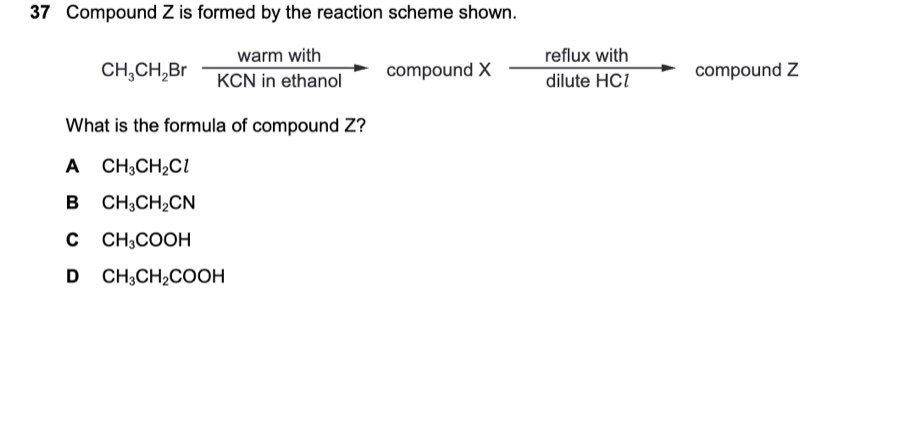 37 Compound Z is formed by the reaction scheme shown.
CH₃CH₂Br warm with KCN in ethanol compound X reflux with dilute HCl compound Z
What is the formula of compound Z?
A CH₃CH₂Cl
B CH₃CH₂CN
C CH₃COOH
D CH₃CH₂COOH